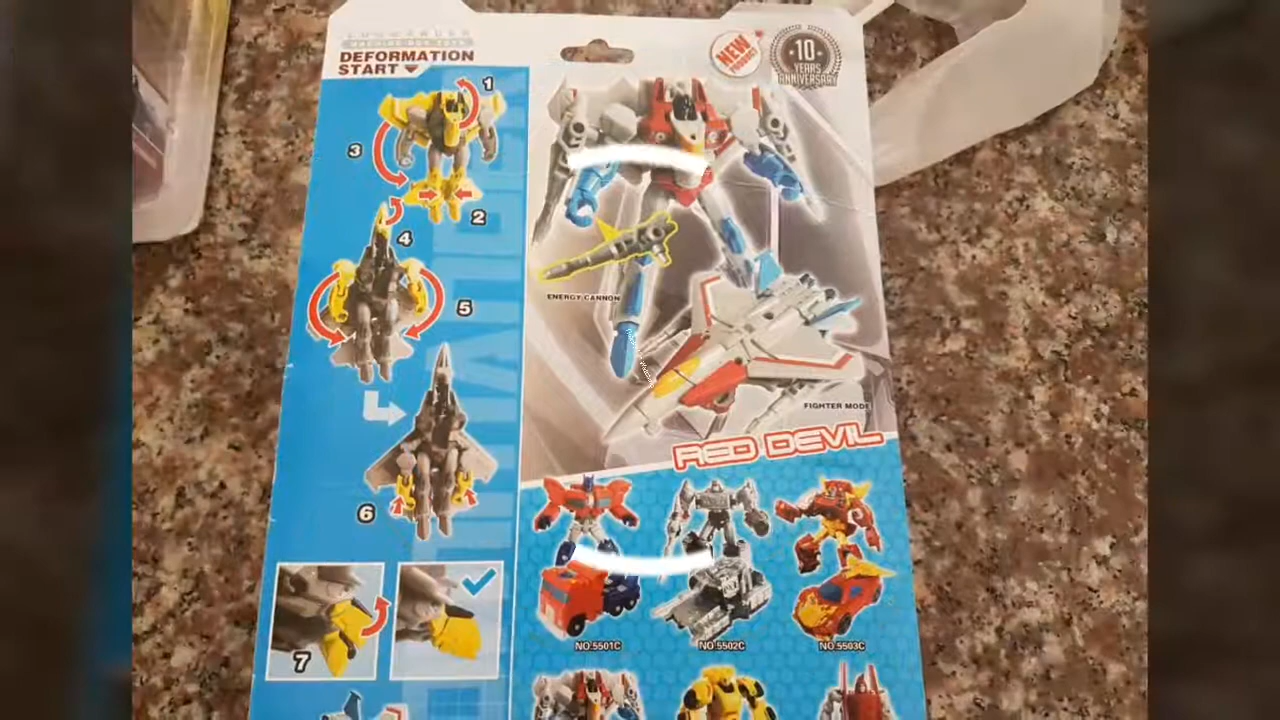 DEFORMATION
START
1
2
3
4
5
6
7
NEW
PRODUCT
10
YEARS
ANNIVERSARY
ENERGY CANNON
FIGHTER MODE
RED DEVIL
NO.5501C
NO.5502C
NO.5503C